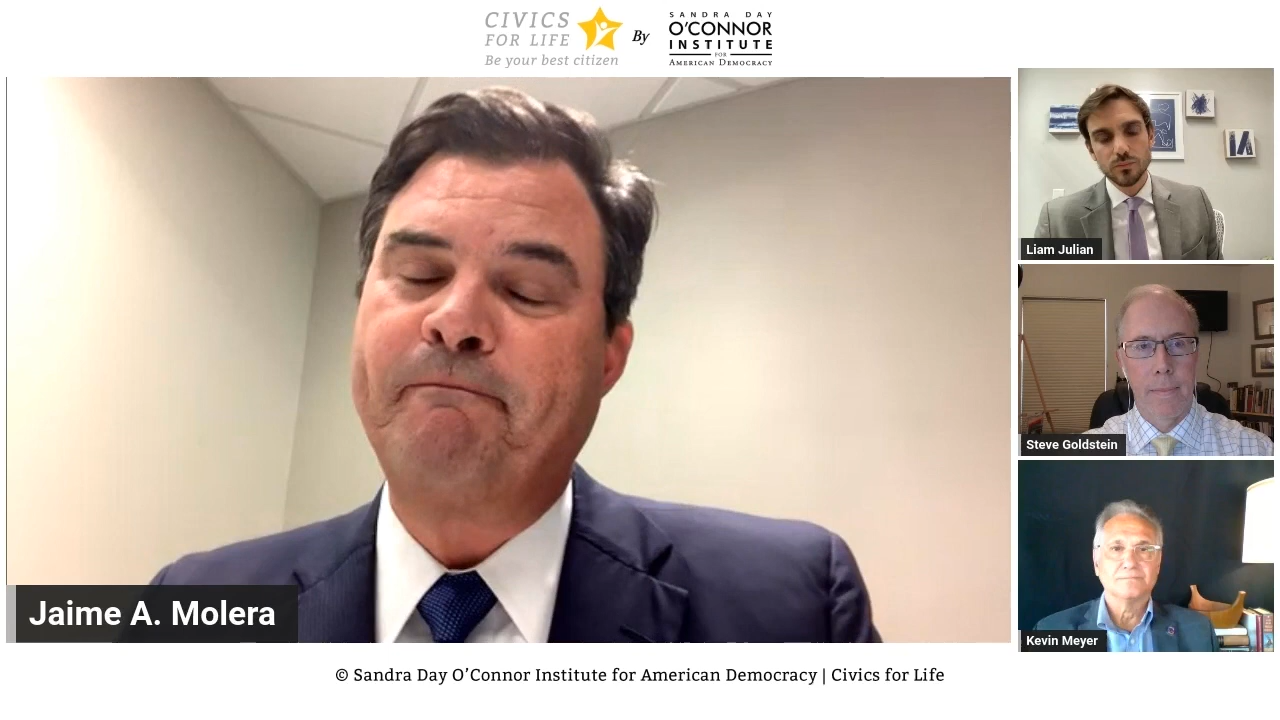 CIVICS
FOR LIFE
Be your best citizen
By
SANDRA DAY
O'CONNOR
INSTITUTE
FOR
AMERICAN DEMOCRACY
Liam Julian
Steve Goldstein
Jaime A. Molera
Kevin Meyer
© Sandra Day O’Connor Institute for American Democracy | Civics for Life